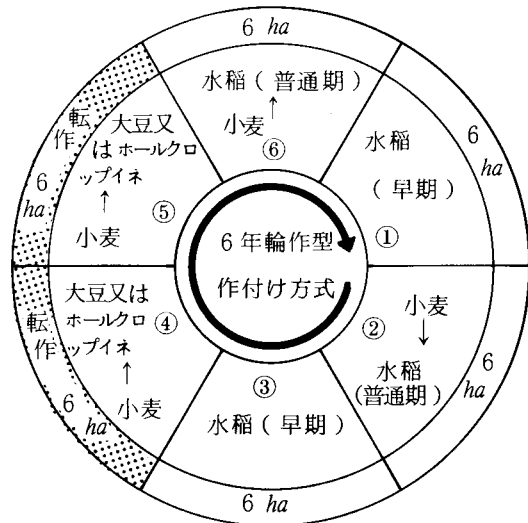 6年輪作型
作付け方式
①
水稲
(早期)
6 ha
②
小麦
↓
水稲
(普通期)
6 ha
③
水稲(早期)
6 ha
④
大豆又は
ホールクロ
ップイネ
↑
小麦
転作
6 ha
⑤
大豆又
はホールクロ
ップイネ
↑
小麦
転作
6 ha
⑥
水稲(普通期)
↑
小麦
6 ha